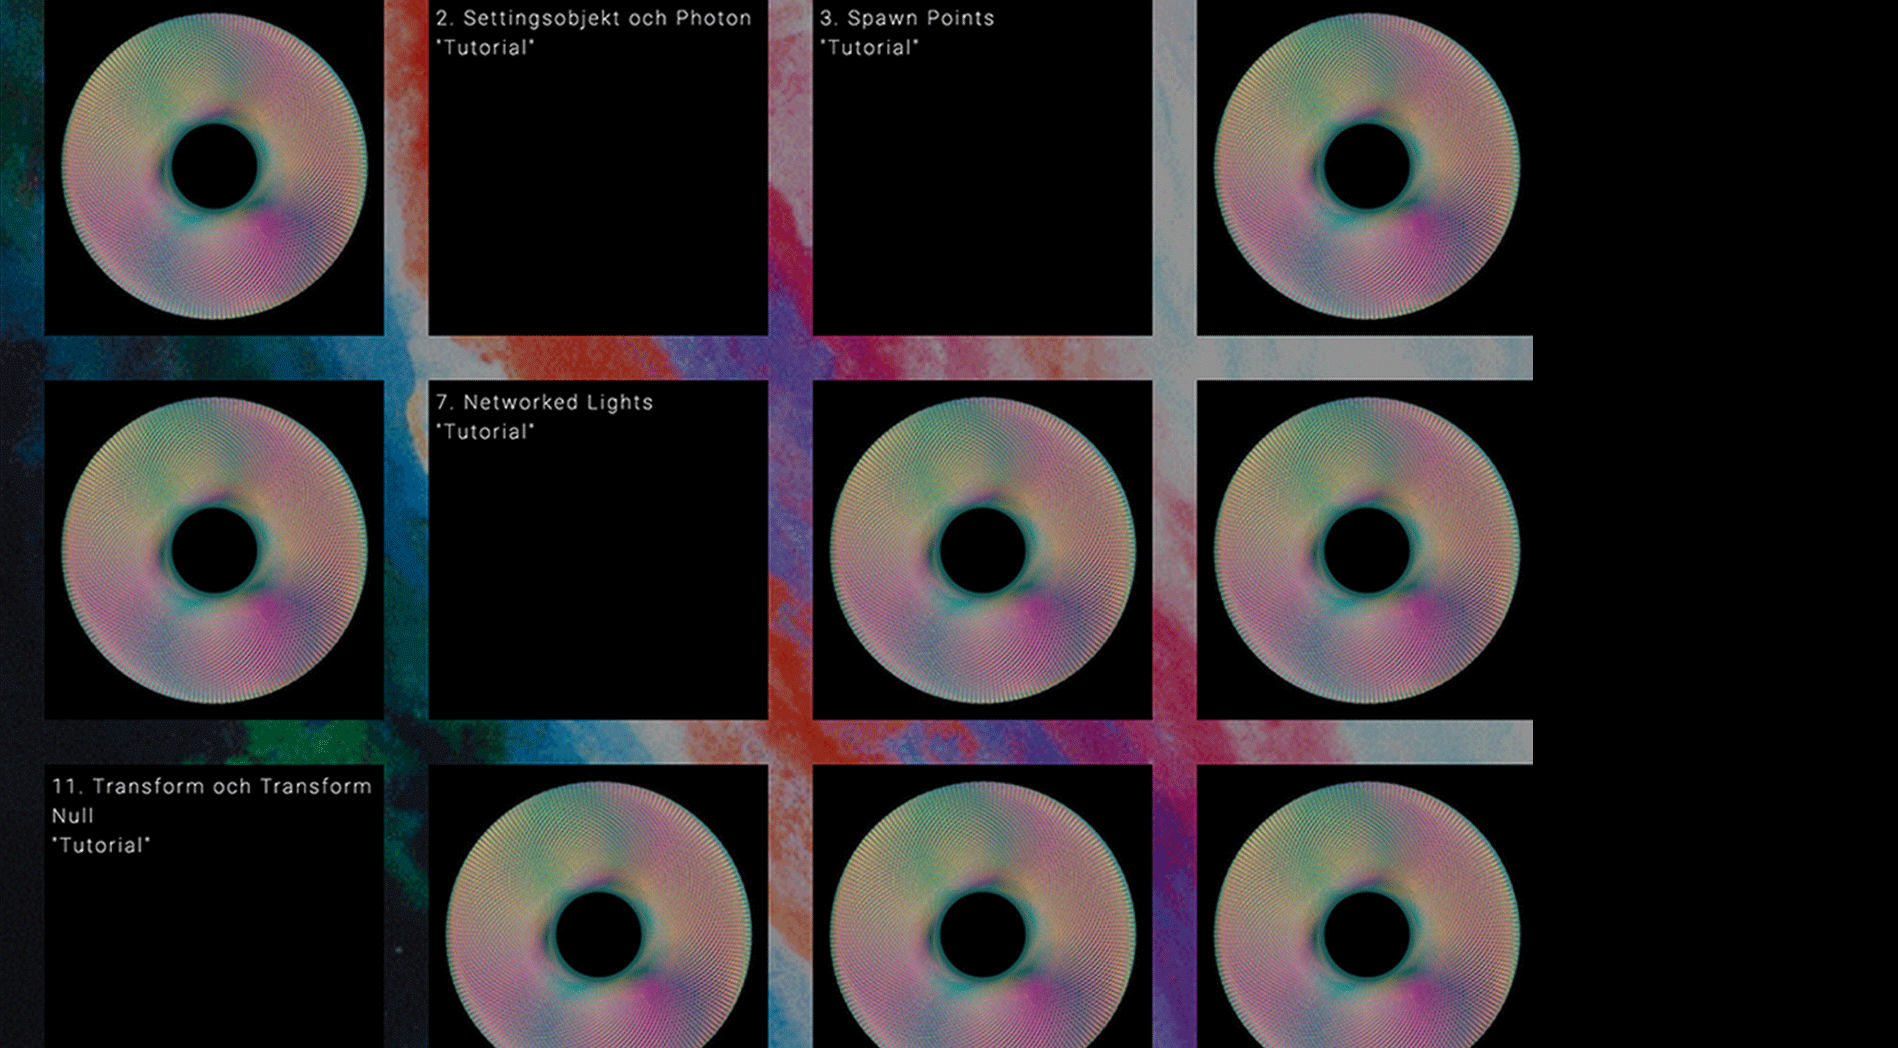 2. Settingsobjekt och Photon
"Tutorial"
3. Spawn Points
"Tutorial"
7. Networked Lights
"Tutorial"
11. Transform och Transform
Null
"Tutorial"